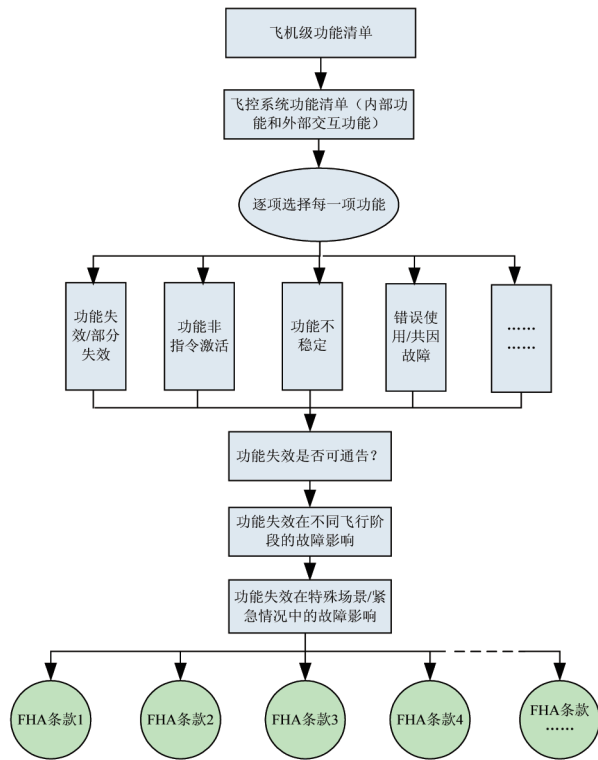 飞机级功能清单
飞控系统功能清单（内部功
能和外部交互功能）
逐项选择每一项功能
功能失
效/部分
失效
功能非
指令激活
功能不
稳定
错误使
用/共因
故障
……
……
功能失效是否可通告？
功能失效在不同飞行阶
段的故障影响
功能失效在特殊场景/紧
急情况中的故障影响
FHA条款1
FHA条款2
FHA条款3
FHA条款4
FHA条款
……